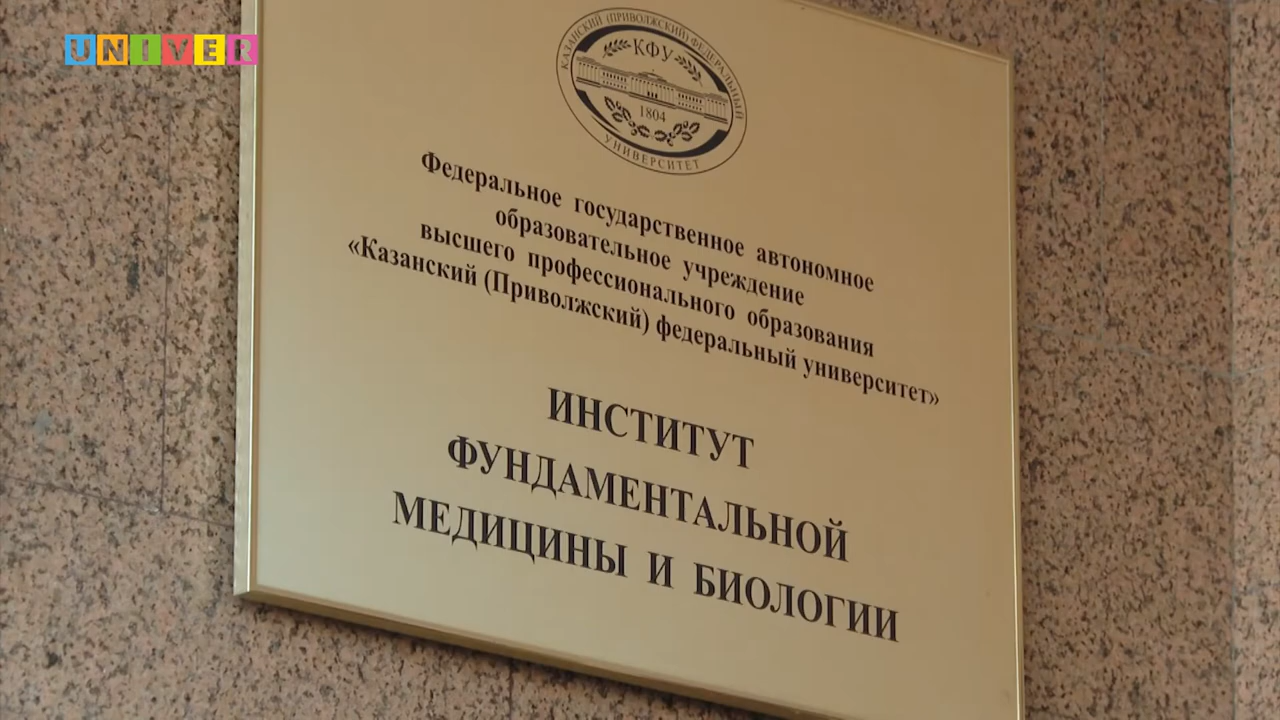 UNIVER
КАЗАНСКИЙ (ПРИВОЛЖСКИЙ) ФЕДЕРАЛЬНЫЙ
КФУ
1804
УНИВЕРСИТЕТ
Федеральное государственное автономное
образовательное учреждение
высшего профессионального образования
«Казанский (Приволжский) федеральный университет»
ИНСТИТУТ
ФУНДАМЕНТАЛЬНОЙ
МЕДИЦИНЫ И БИОЛОГИИ